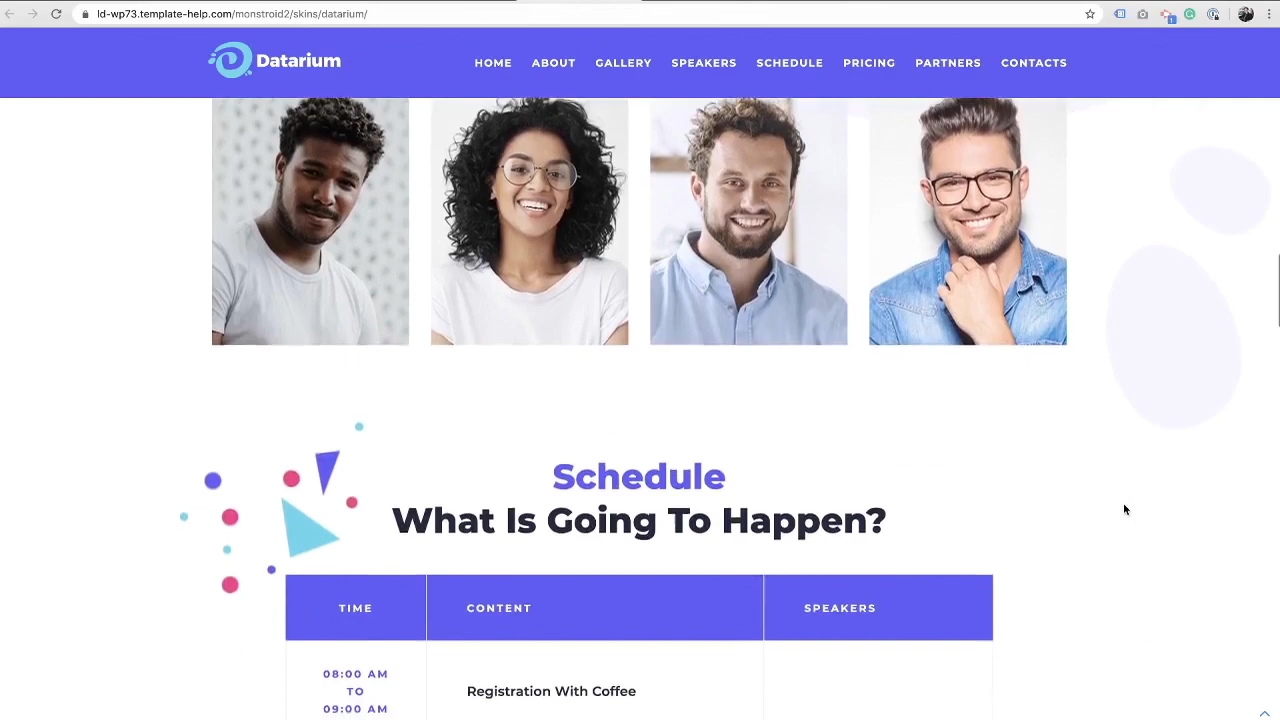 ld-wp73.template-help.com/monstroid2/skins/datarium/
1
Datarium
HOME ABOUT GALLERY SPEAKERS SCHEDULE PRICING PARTNERS CONTACTS
Schedule
What Is Going To Happen?
TIME CONTENT SPEAKERS
08:00 AM
TO
09:00 AM
Registration With Coffee